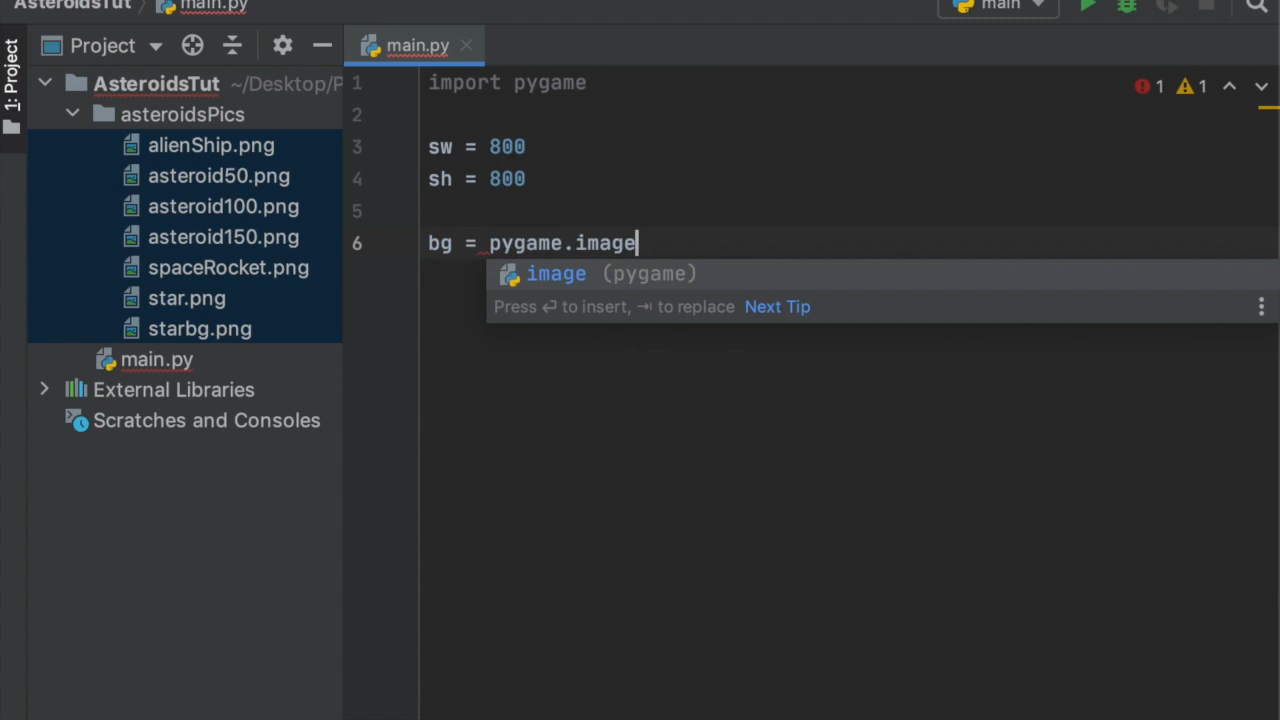 AsteroidsTut main.py
main
1: Project
Project
main.py
AsteroidsTut ~/Desktop/P
asteroidsPics
alienShip.png
asteroid50.png
asteroid100.png
asteroid150.png
spaceRocket.png
star.png
starbg.png
main.py
External Libraries
Scratches and Consoles
1 import pygame
2
3 sw = 800
4 sh = 800
5
6 bg = pygame.image
1 1
image (pygame)
Press ↵ to insert, ⇥ to replace Next Tip